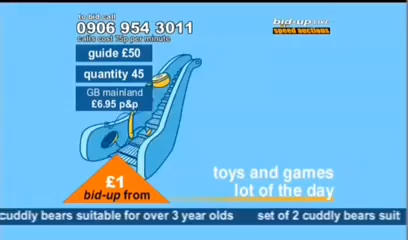 to bid call
0906 954 3011
calls cost 75p per minute
bid-up LIVE
speed auctions
guide £50
quantity 45
GB mainland
£6.95 p&p
£1
bid-up from
toys and games
lot of the day
cuddly bears suitable for over 3 year olds set of 2 cuddly bears suit